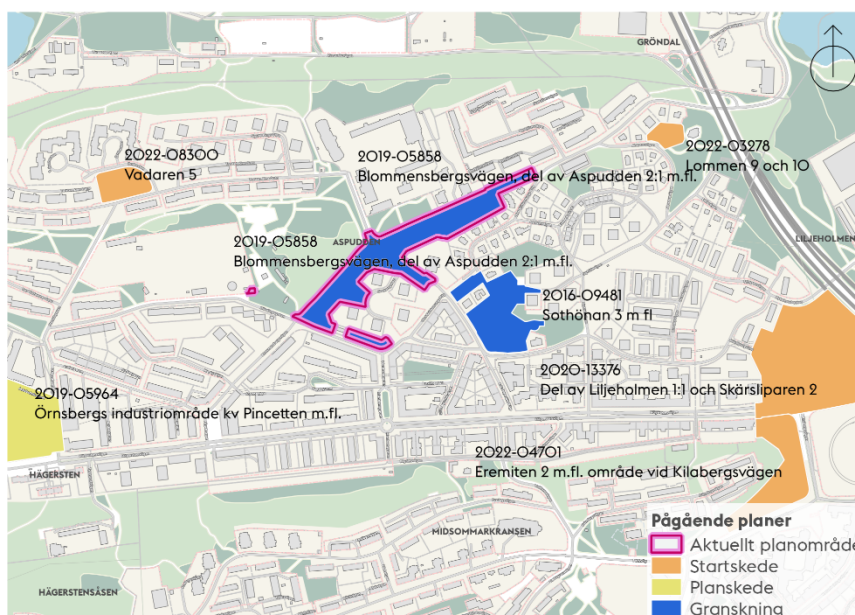 GRÖNDAL
2022-08300
Vadaren 5
2019-05858
Blommensbergsvägen, del av Aspudden 2:1 m.fl.
2022-03278
Lommen 9 och 10
2019-05858
ASPUDDEN
Blommensbergsvägen, del av Aspudden 2:1 m.fl.
LILJEHOLMEN
2016-09481
Sothönan 3 m fl
2020-13376
Del av Liljeholmen 1:1 och Skärsliparen 2
2019-05964
Örnsbergs industriområde kv Pincetten m.fl.
2022-04701
Eremiten 2 m.fl. område vid Kilabergsvägen
HÄGERSTEN
MIDSOMMARKRANSEN
HÄGERSTENSÅSEN
Pågående planer
Aktuellt planområde
Startskede
Planskede
Granskning